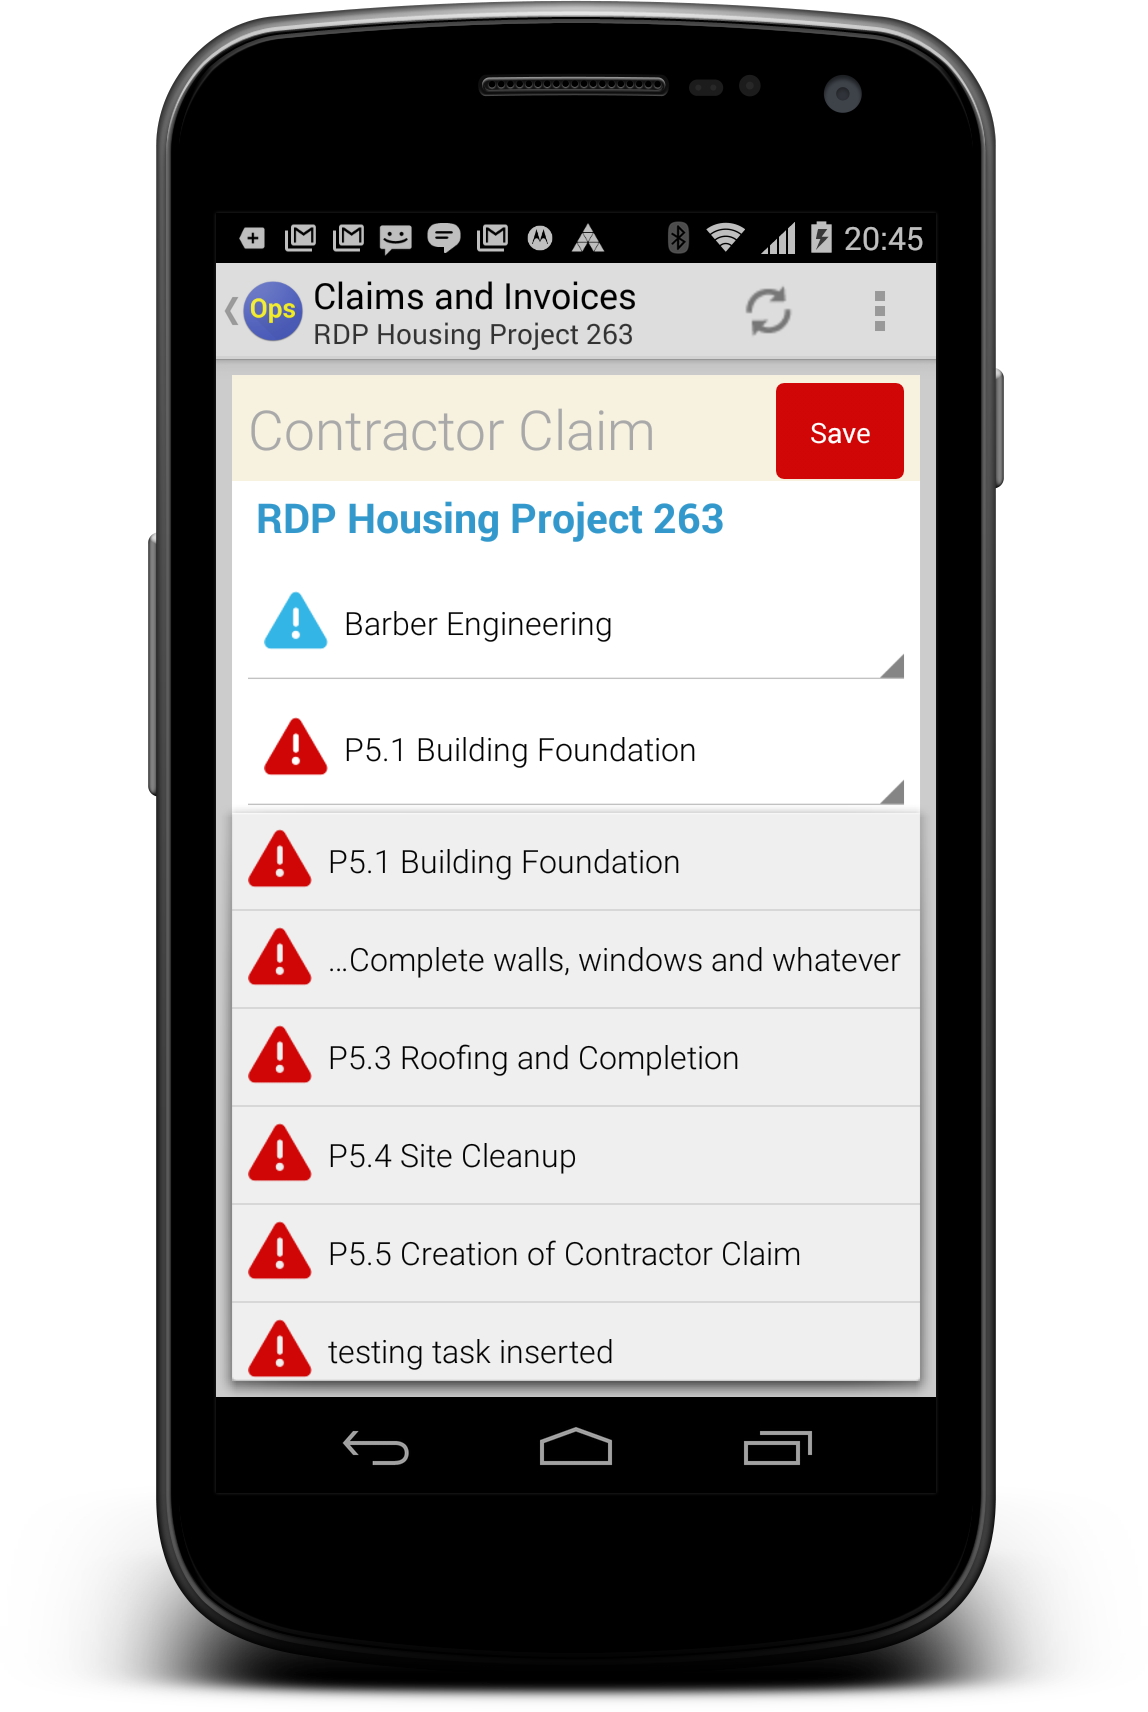 20:45
Ops
Claims and Invoices
RDP Housing Project 263
Contractor Claim
Save
RDP Housing Project 263
Barber Engineering
P5.1 Building Foundation
P5.1 Building Foundation
...Complete walls, windows and whatever
P5.3 Roofing and Completion
P5.4 Site Cleanup
P5.5 Creation of Contractor Claim
testing task inserted